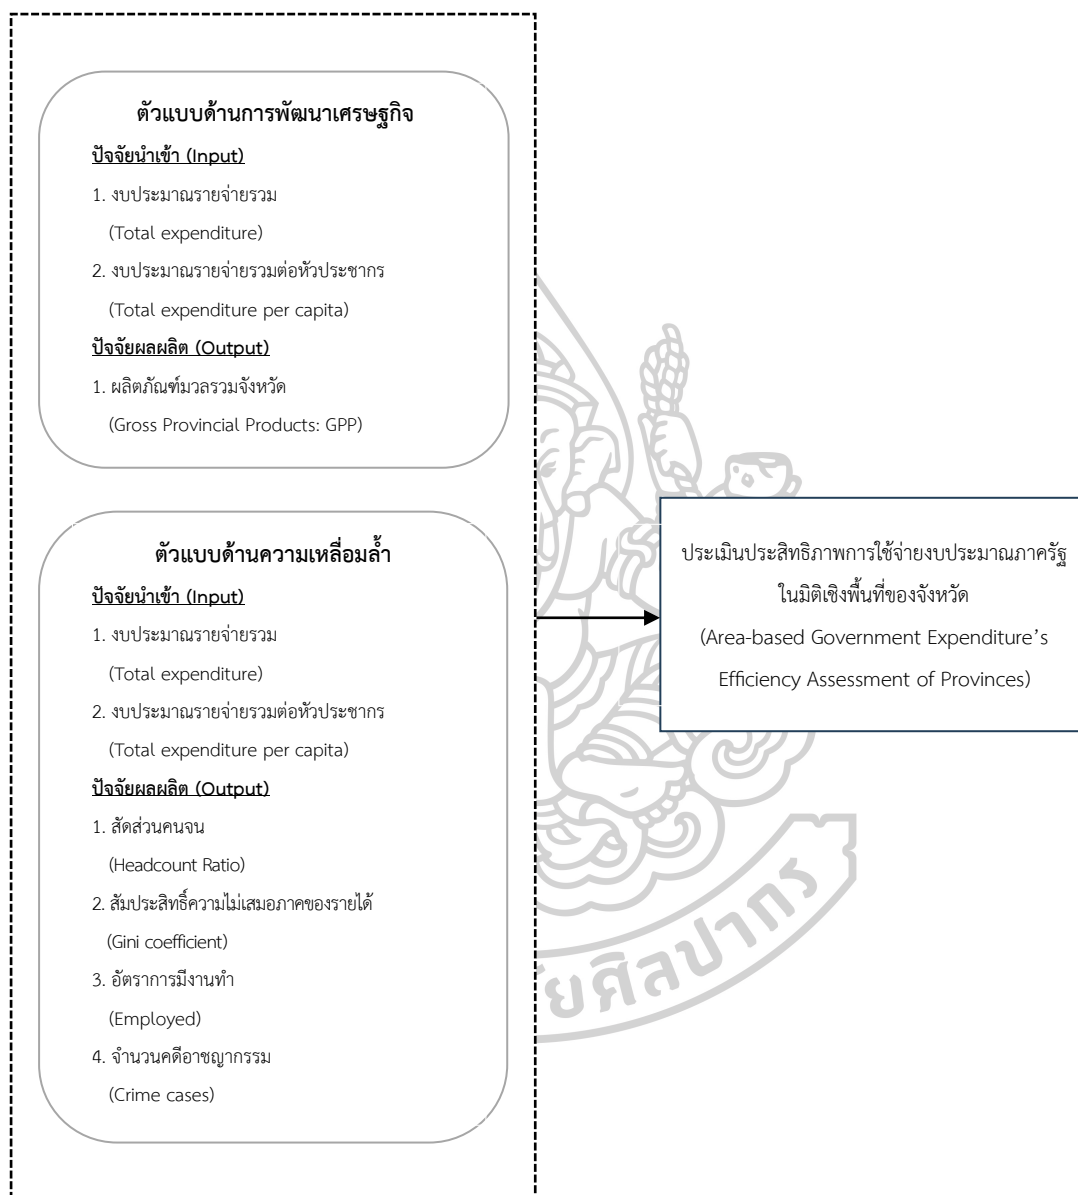 ตัวแบบด้านการพัฒนาเศรษฐกิจ
ปัจจัยนำเข้า (Input)
1. งบประมาณรายจ่ายรวม
(Total expenditure)
2. งบประมาณรายจ่ายรวมต่อหัวประชากร
(Total expenditure per capita)
ปัจจัยผลผลิต (Output)
1. ผลิตภัณฑ์มวลรวมจังหวัด
(Gross Provincial Products: GPP)
ตัวแบบด้านความเหลื่อมล้ำ
ปัจจัยนำเข้า (Input)
1. งบประมาณรายจ่ายรวม
(Total expenditure)
2. งบประมาณรายจ่ายรวมต่อหัวประชากร
(Total expenditure per capita)
ปัจจัยผลผลิต (Output)
1. สัดส่วนคนจน
(Headcount Ratio)
2. สัมประสิทธิ์ความไม่เสมอภาคของรายได้
(Gini coefficient)
3. อัตราการมีงานทำ
(Employed)
4. จำนวนคดีอาชญากรรม
(Crime cases)
ประเมินประสิทธิภาพการใช้จ่ายงบประมาณภาครัฐ
ในมิติเชิงพื้นที่ของจังหวัด
(Area-based Government Expenditure’s
Efficiency Assessment of Provinces)
ยศิลปากร